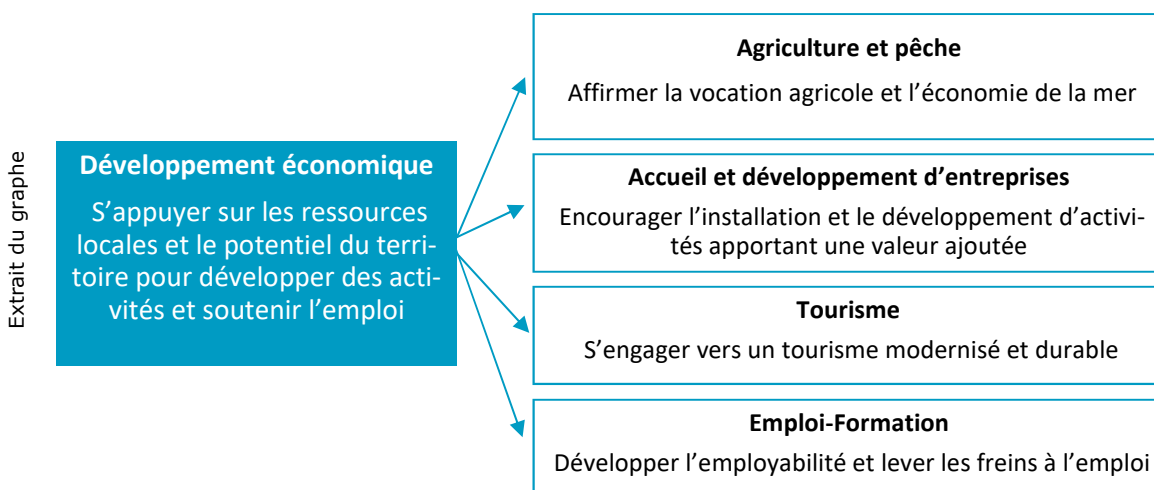 Extrait du graphe
Développement économique
S’appuyer sur les ressources
locales et le potentiel du terri-
toire pour développer des acti-
vités et soutenir l’emploi
Agriculture et pêche
Affirmer la vocation agricole et l’économie de la mer
Accueil et développement d’entreprises
Encourager l’installation et le développement d’activi-
tés apportant une valeur ajoutée
Tourisme
S’engager vers un tourisme modernisé et durable
Emploi-Formation
Développer l’employabilité et lever les freins à l’emploi